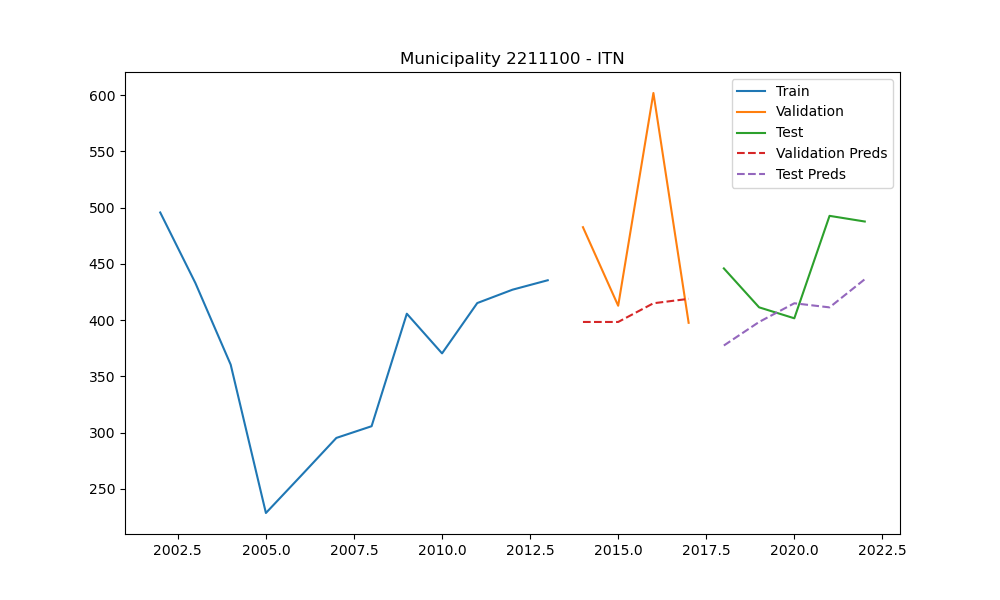 Municipality 2211100 - ITN
600
550
500
450
400
350
300
250
Train
Validation
Test
Validation Preds
Test Preds
2002.5 2005.0 2007.5 2010.0 2012.5 2015.0 2017.5 2020.0 2022.5